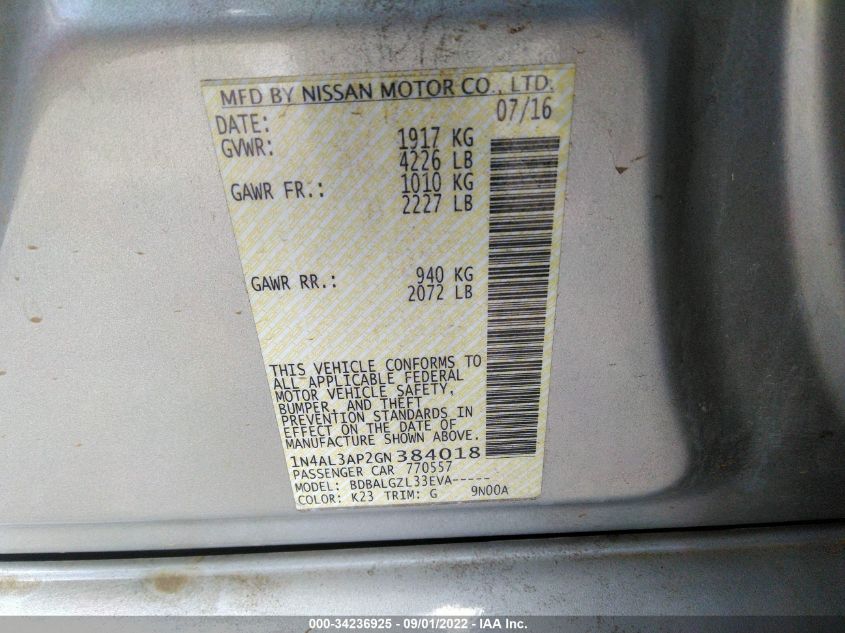 MFD BY NISSAN MOTOR CO., LTD.
DATE: 07/16
GVWR: 1917 KG
4226 LB
GAWR FR.: 1010 KG
2227 LB
GAWR RR.: 940 KG
2072 LB
THIS VEHICLE CONFORMS TO
ALL APPLICABLE FEDERAL
MOTOR VEHICLE SAFETY,
BUMPER, AND THEFT
PREVENTION STANDARDS IN
EFFECT ON THE DATE OF
MANUFACTURE SHOWN ABOVE.
1N4AL3AP2GN384018
PASSENGER CAR 770557
MODEL: BDBALGZL33EVA-----
COLOR: K23 TRIM: G 9N00A
000-34236925 - 09/01/2022 - IAA Inc.